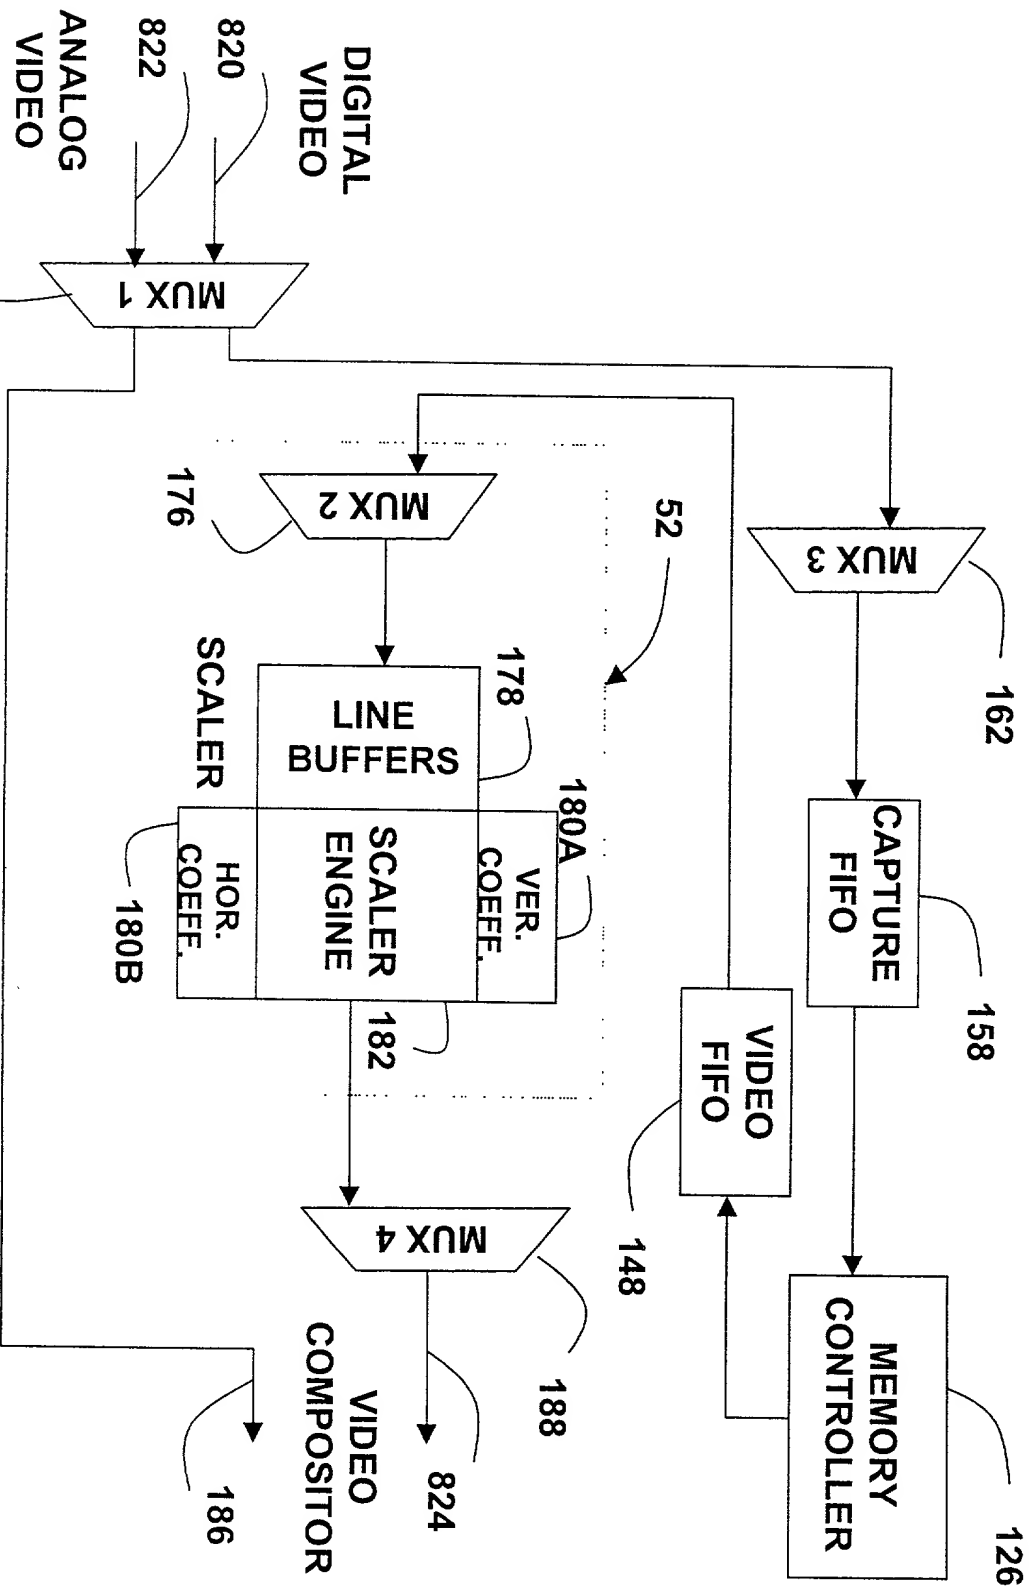 DIGITAL
VIDEO
820
822
ANALOG
VIDEO
MUX 1
MUX 3
162
CAPTURE
FIFO
158
MEMORY
CONTROLLER
126
VIDEO
FIFO
148
52
MUX 2
176
LINE
BUFFERS
178
SCALER
180A
VER.
COEFF.
SCALER
ENGINE
HOR.
COEFF.
180B
182
MUX 4
188
824
VIDEO
COMPOSITOR
186